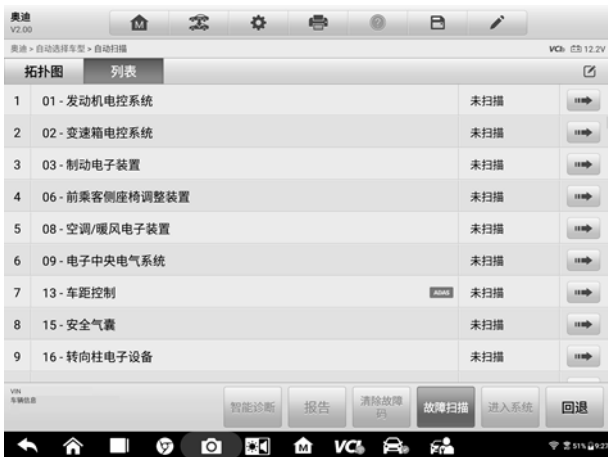 奥迪
V2.00
奥迪 > 自动选择车型 > 自动扫描
VCI 12.2V
拓扑图 列表
1 01 - 发动机电控系统 未扫描
2 02 - 变速箱电控系统 未扫描
3 03 - 制动电子装置 未扫描
4 06 - 前乘客侧座椅调整装置 未扫描
5 08 - 空调/暖风电子装置 未扫描
6 09 - 电子中央电气系统 未扫描
7 13 - 车距控制 ADAS 未扫描
8 15 - 安全气囊 未扫描
9 16 - 转向柱电子设备 未扫描
VIN
车辆信息
智能诊断 报告 清除故障码 故障扫描 进入系统 回退
VCI 51% 9:27